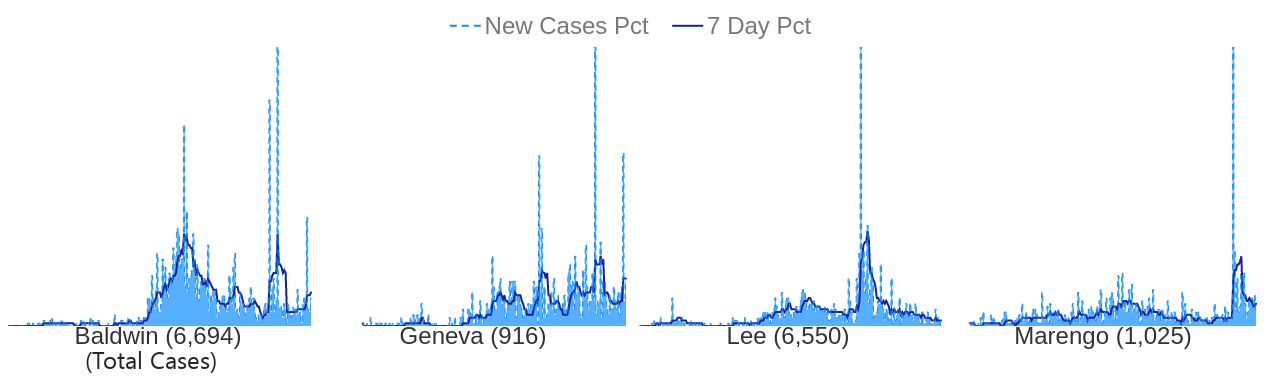 New Cases Pct 7 Day Pct
Baldwin (6,694) Geneva (916) Lee (6,550) Marengo (1,025)
(Total Cases)